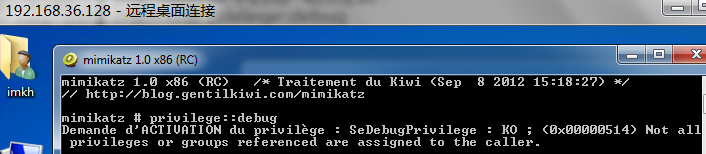 192.168.36.128 - 远程桌面连接
imkh
mimikatz 1.0 x86 (RC)
mimikatz 1.0 x86 (RC)   /* Traitement du Kiwi (Sep  8 2012 15:18:27) */
// http://blog.gentilkiwi.com/mimikatz
mimikatz # privilege::debug
Demande d'ACTIVATION du privilège : SeDebugPrivilege : KO ; (0x00000514) Not all
privileges or groups referenced are assigned to the caller.